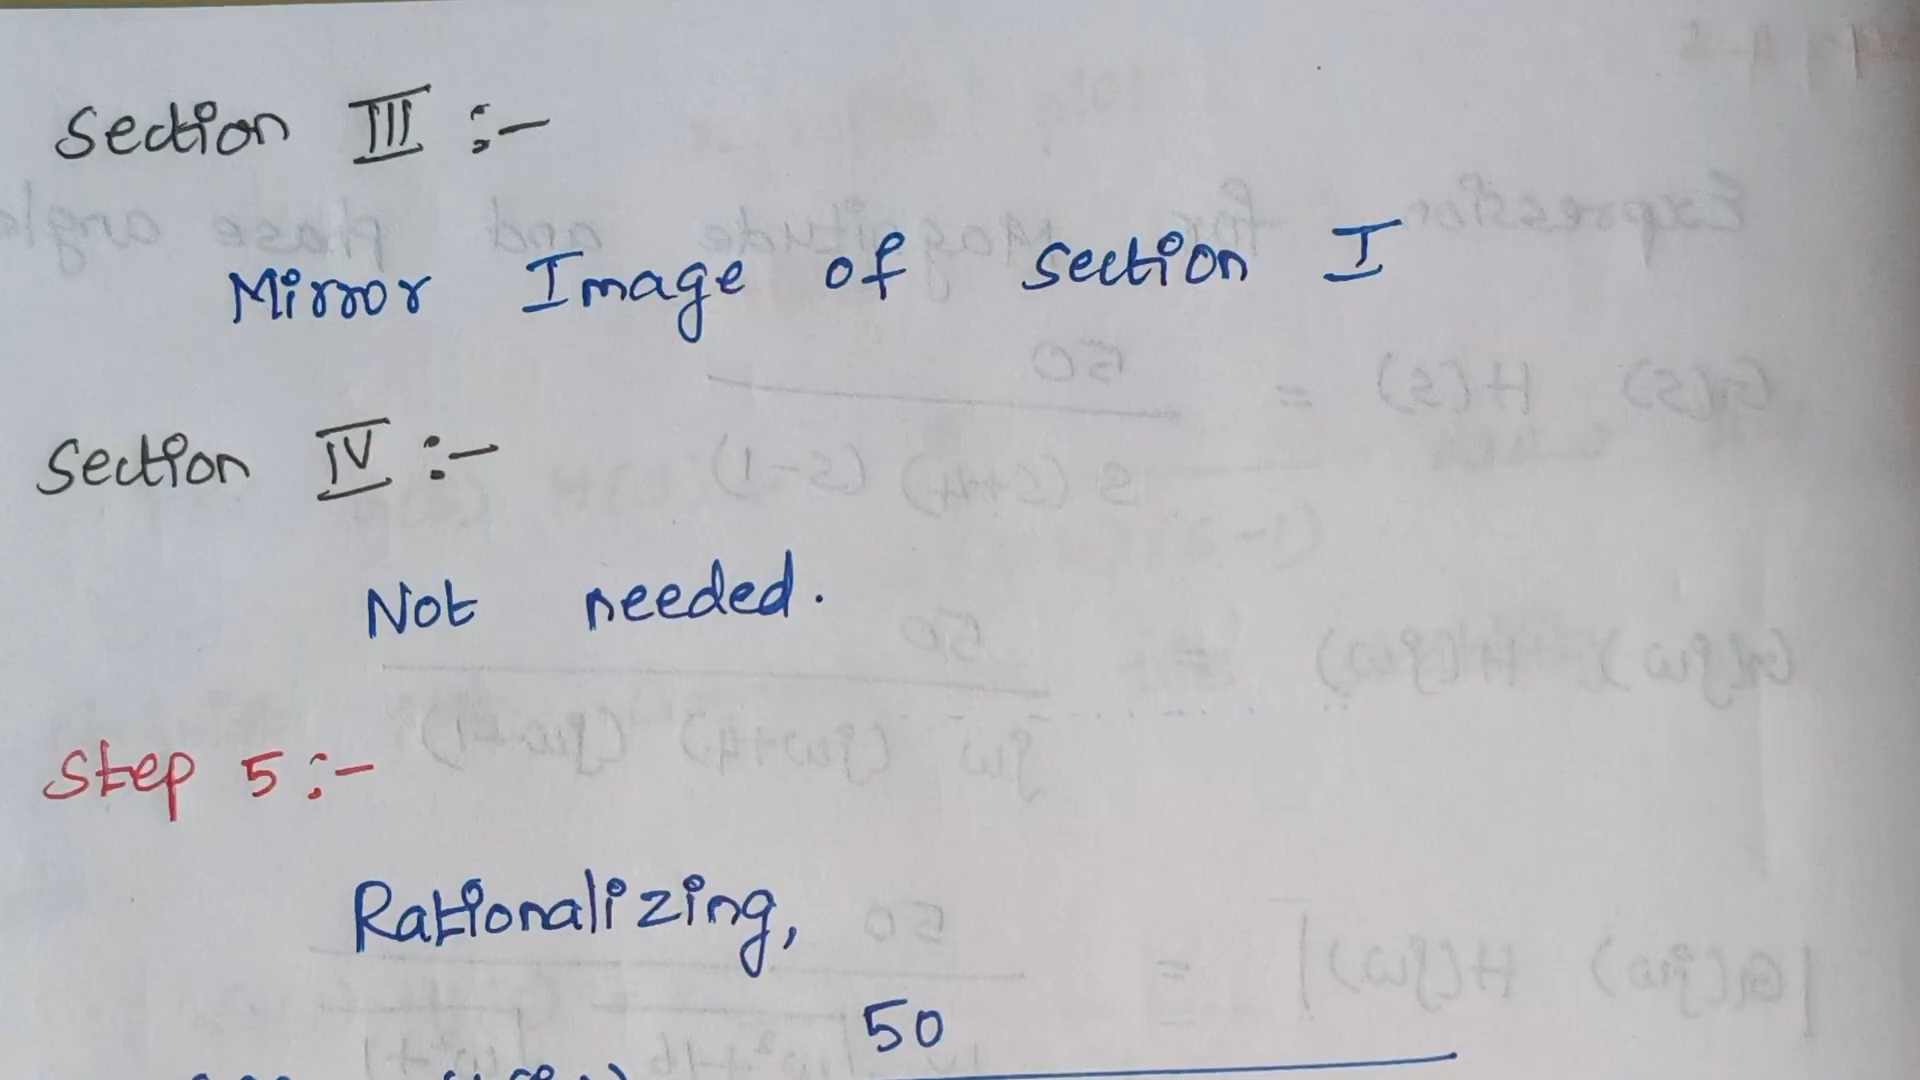 Section III :-
Mirror Image of section I
Section IV :-
Not needed.
Step 5 :-
Rationalizing,
50